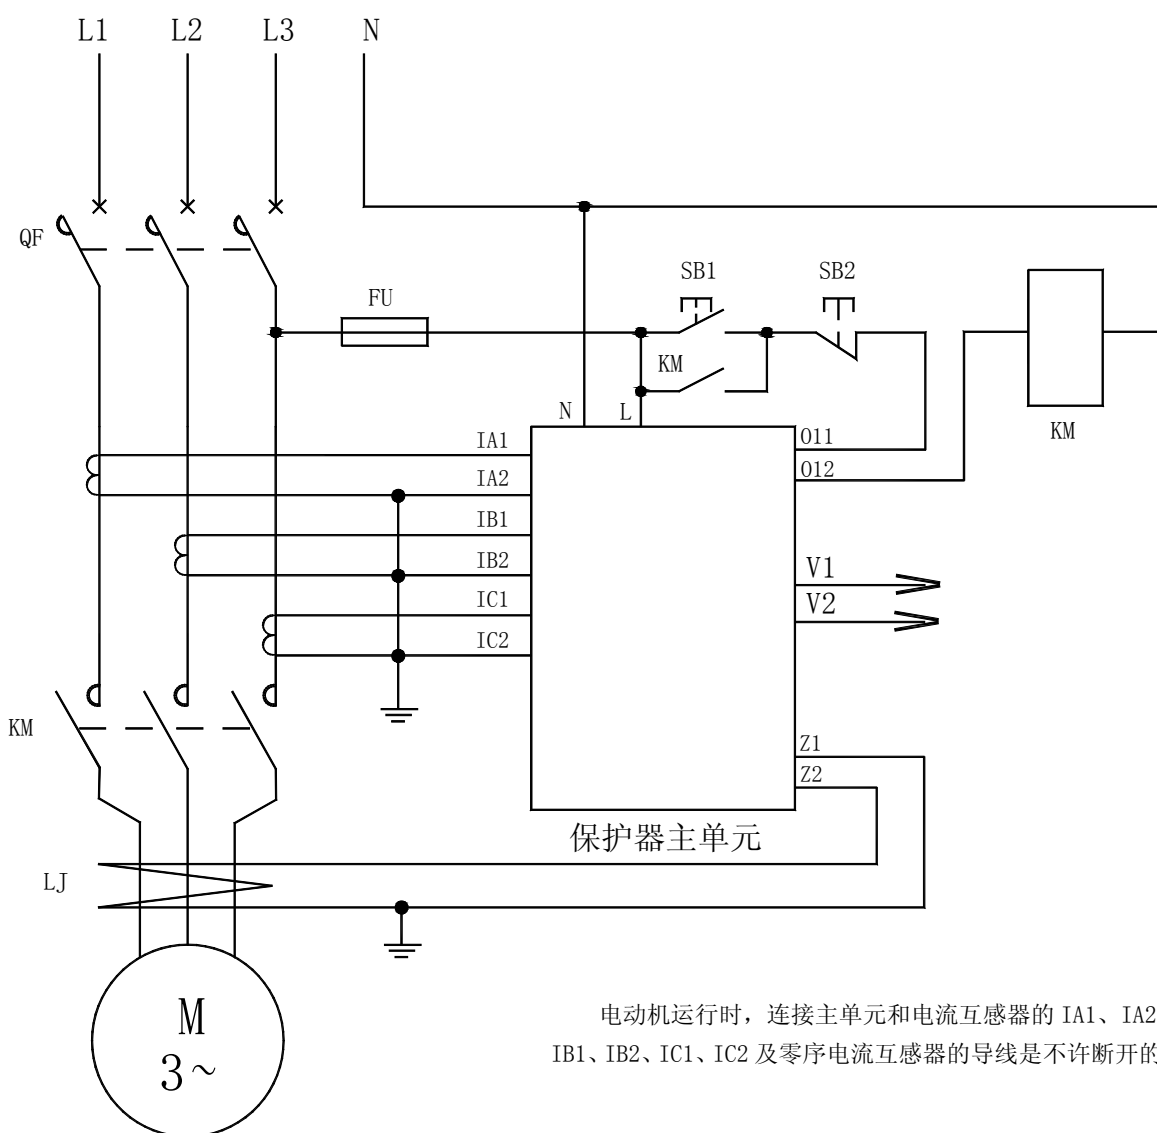 L1 L2 L3 N
QF
SB1 SB2
FU
KM
N L
KM
IA1 O11
IA2 O12
IB1
IB2 V1
IC1 V2
IC2
KM
Z1
Z2
保护器主单元
LJ
M
3~
电动机运行时，连接主单元和电流互感器的 IA1、IA2
IB1、IB2、IC1、IC2 及零序电流互感器的导线是不许断开的